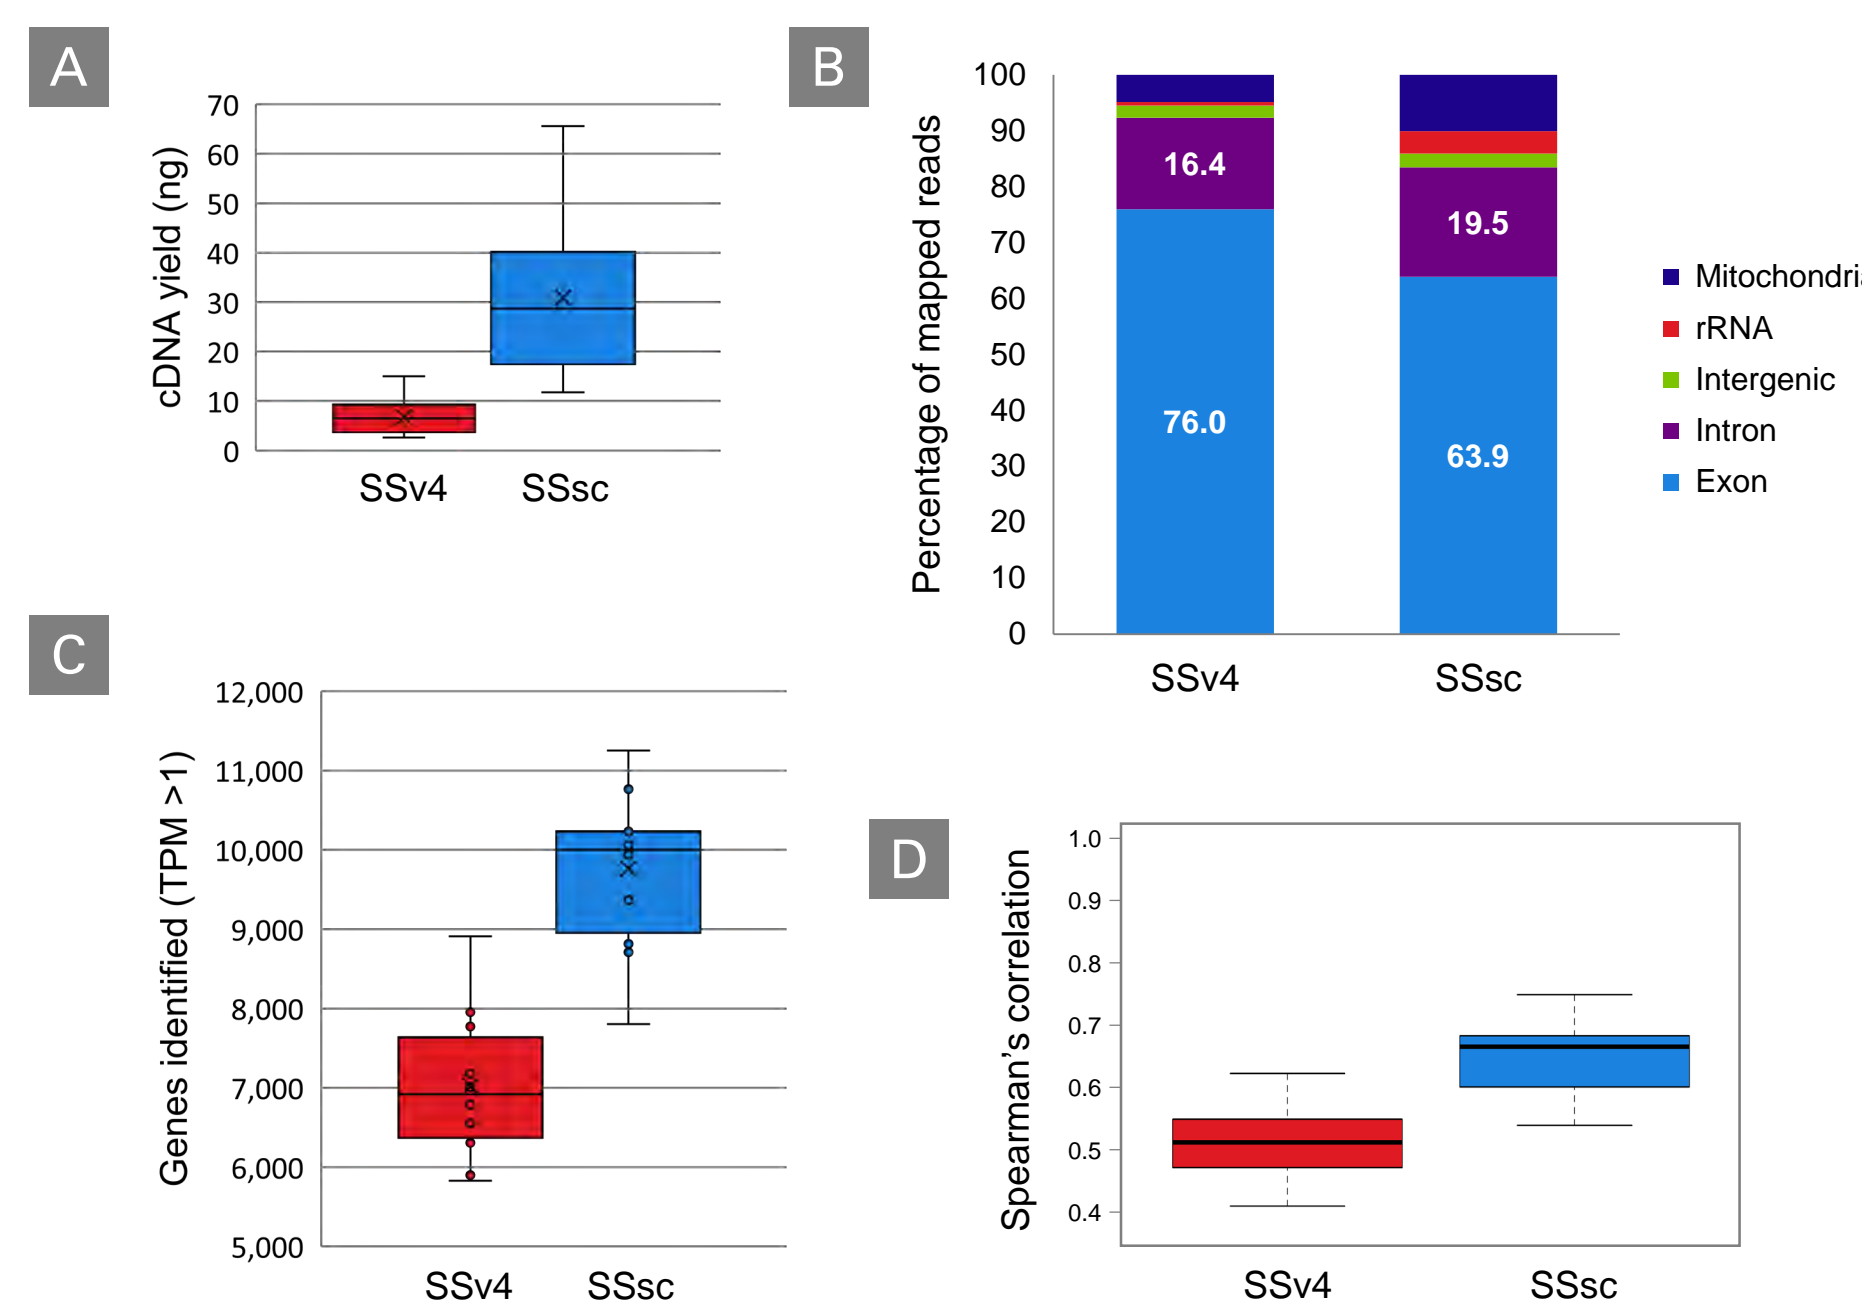 A
cDNA yield (ng)
70
60
50
40
30
20
10
0
SSv4
SSsc
B
Percentage of mapped reads
100
90
80
70
60
50
40
30
20
10
0
16.4
76.0
19.5
63.9
SSv4
SSsc
Mitochondria
rRNA
Intergenic
Intron
Exon
C
Genes identified (TPM >1)
12,000
11,000
10,000
9,000
8,000
7,000
6,000
5,000
SSv4
SSsc
D
Spearman's correlation
1.0
0.9
0.8
0.7
0.6
0.5
0.4
SSv4
SSsc